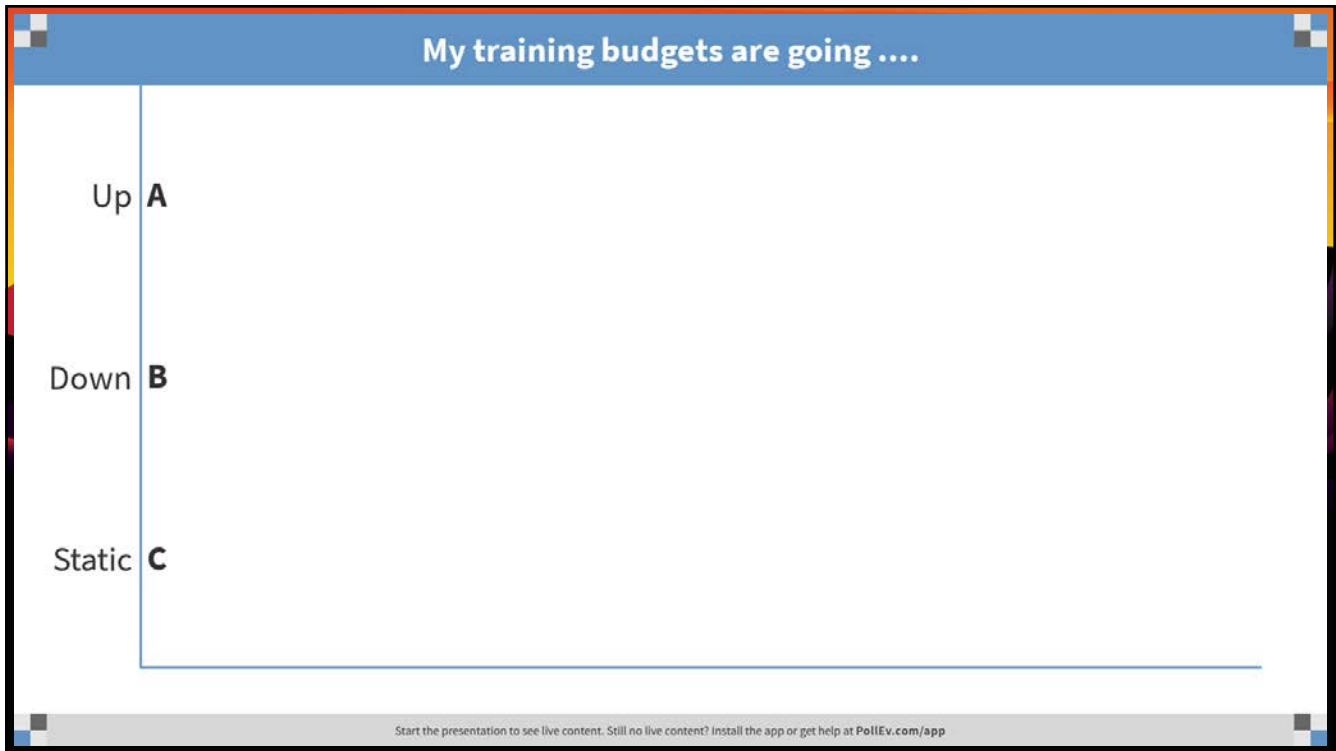 My training budgets are going ....
Up A
Down B
Static C
Start the presentation to see live content. Still no live content? Install the app or get help at PollEv.com/app